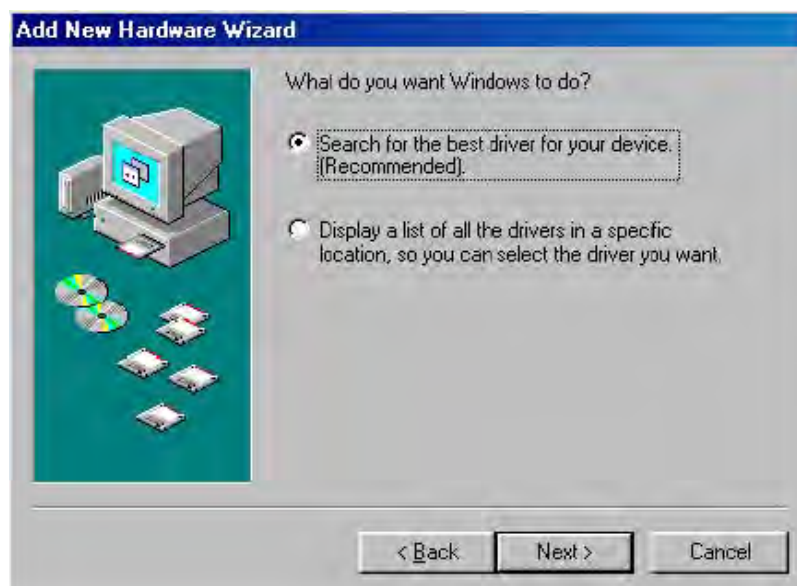 Add New Hardware Wizard
What do you want Windows to do?
Search for the best driver for your device.
(Recommended).
Display a list of all the drivers in a specfic
location, so you can select the driver you want.
< Back
Next >
Cancel